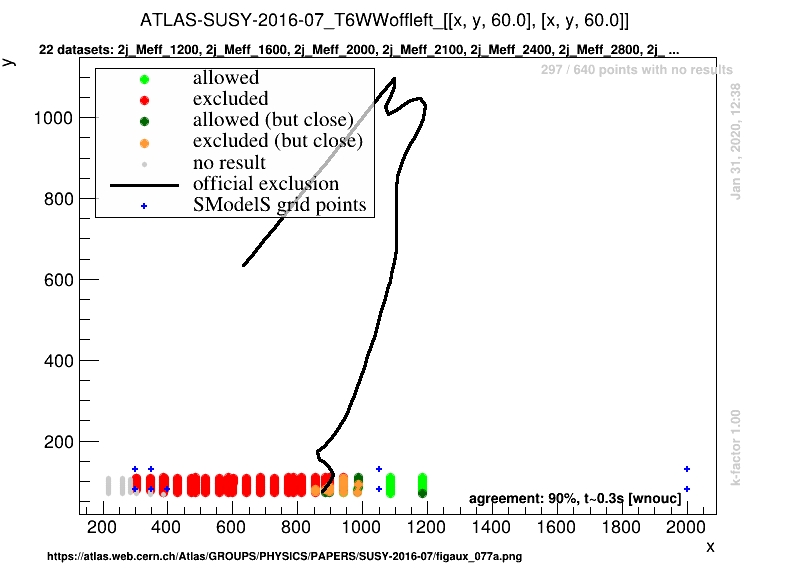 ATLAS-SUSY-2016-07_T6WWoffleft_[[x, y, 60.0], [x, y, 60.0]]
22 datasets: 2j_Meff_1200, 2j_Meff_1600, 2j_Meff_2000, 2j_Meff_2100, 2j_Meff_2400, 2j_Meff_2800, 2j_ ...
y
297 / 640 points with no results
allowed
excluded
allowed (but close)
excluded (but close)
no result
official exclusion
SModelS grid points
Jan 31, 2020, 12:38
k-factor 1.00
1000
800
600
400
200
agreement: 90%, t~0.3s [wnouc]
200 400 600 800 1000 1200 1400 1600 1800 2000
x
https://atlas.web.cern.ch/Atlas/GROUPS/PHYSICS/PAPERS/SUSY-2016-07/figaux_077a.png